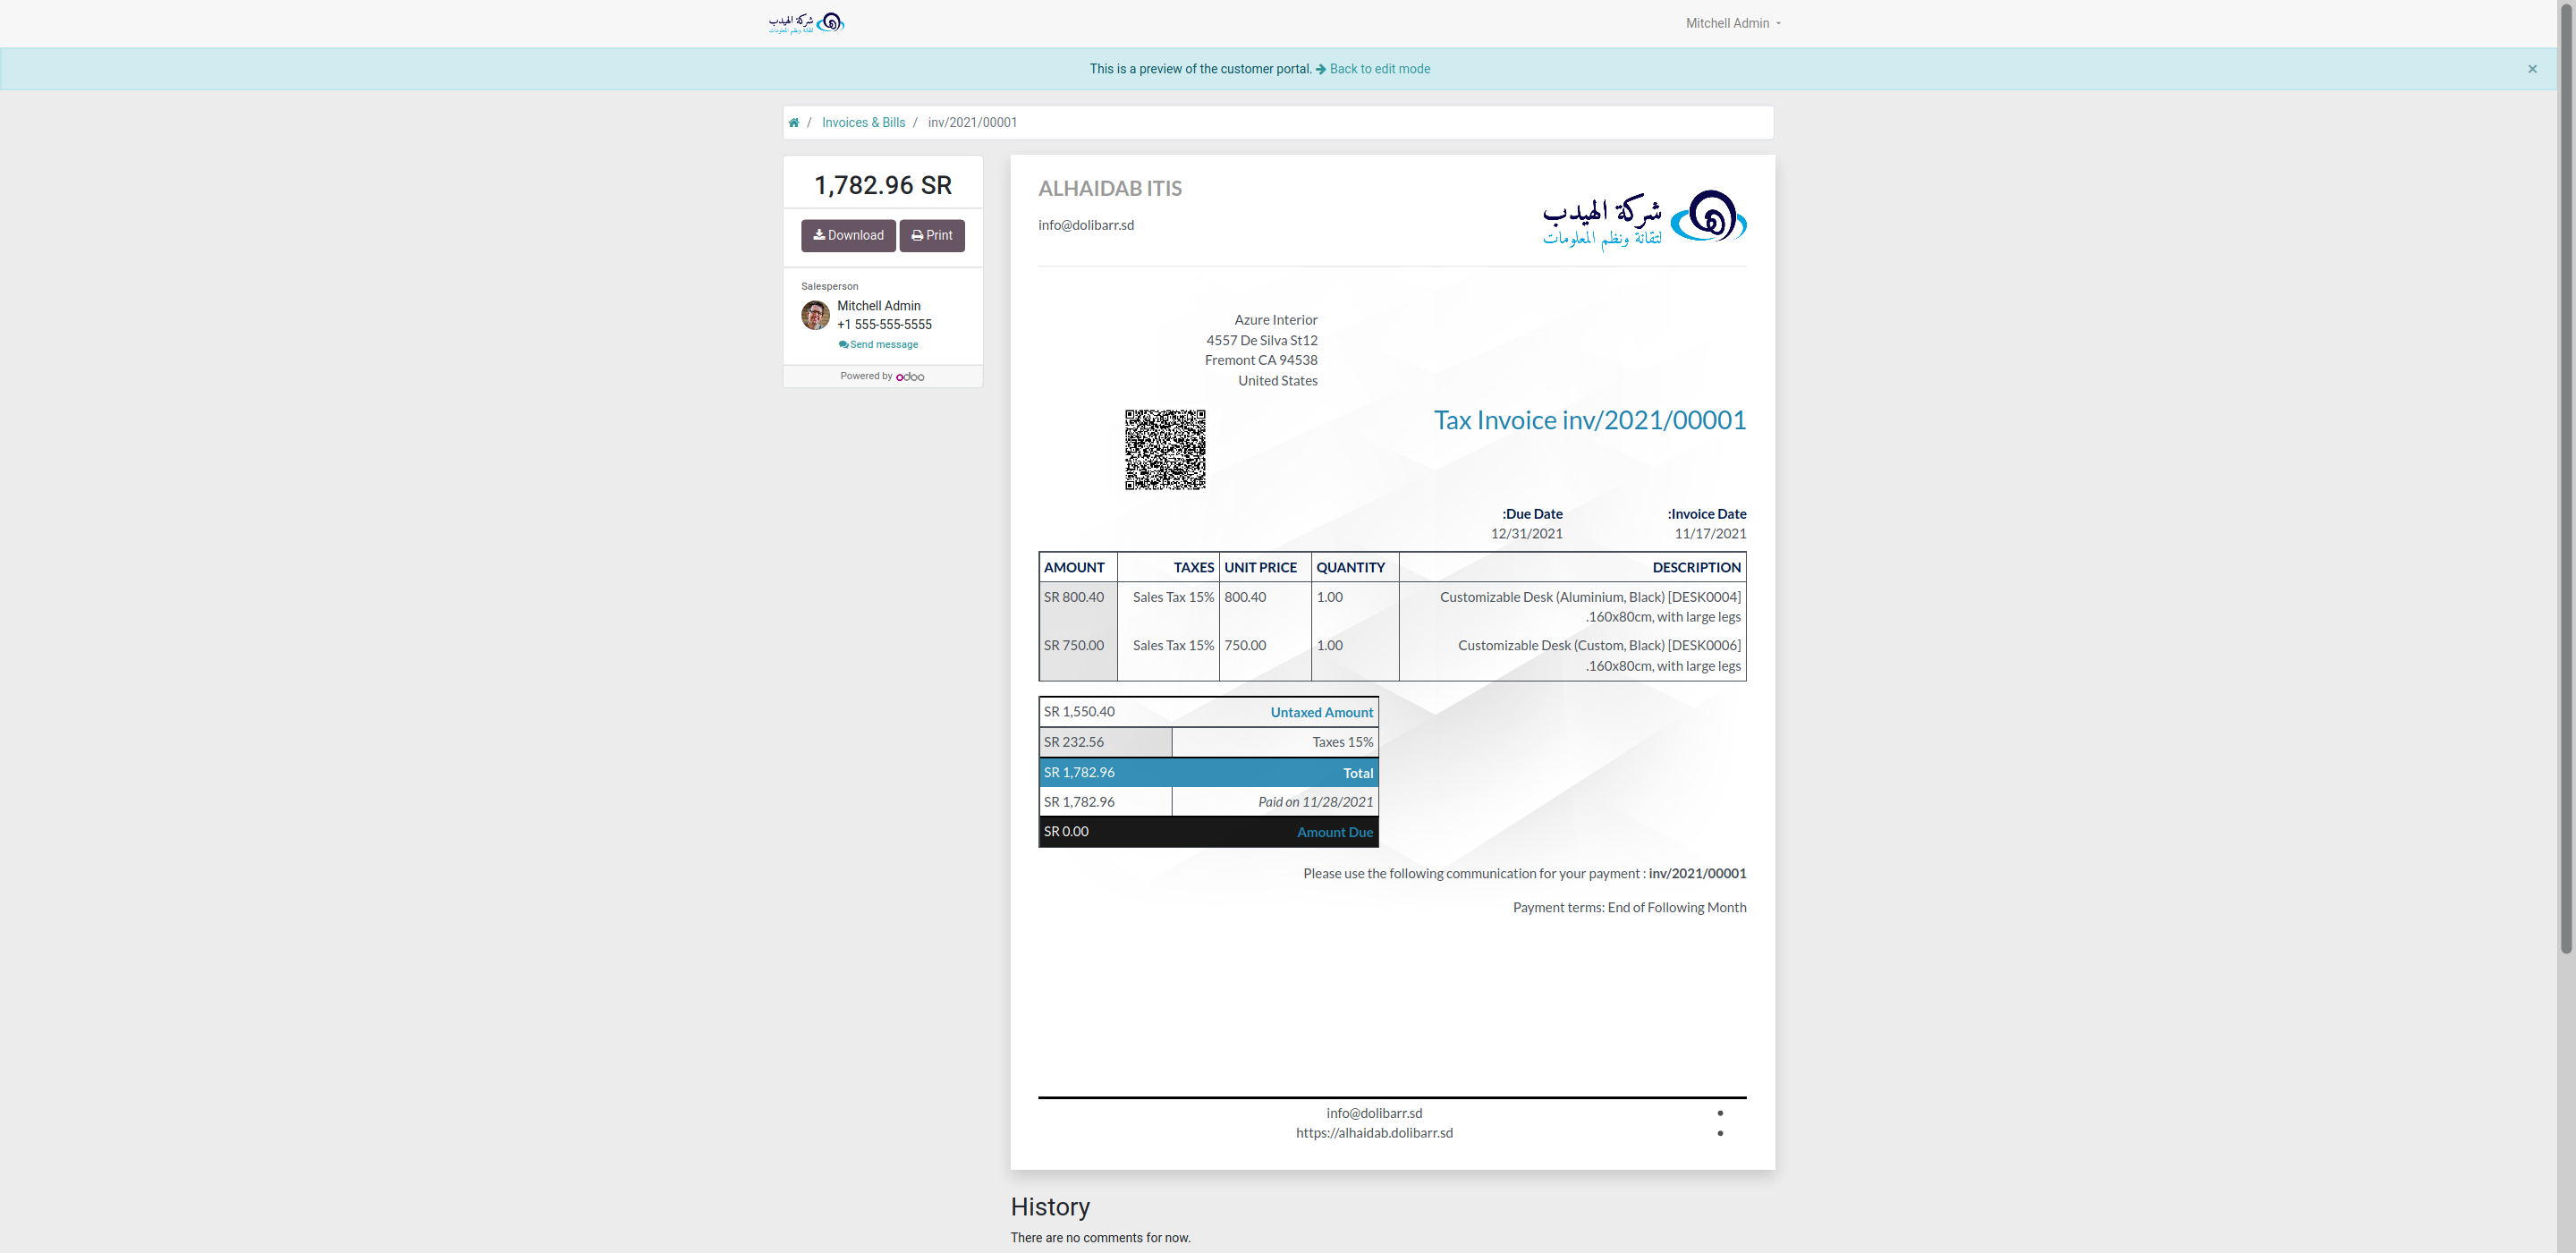 شركة الهيدب
لتقانة ونظم المعلومات
Mitchell Admin
This is a preview of the customer portal. Back to edit mode ×
/ Invoices & Bills / inv/2021/00001
1,782.96 SR
Download Print
Salesperson
Mitchell Admin
+1 555-555-5555
Send message
Powered by odoo
ALHAIDAB ITIS
info@dolibarr.sd
شركة الهيدب
لتقانة ونظم المعلومات
Azure Interior
4557 De Silva St12
Fremont CA 94538
United States
Tax Invoice inv/2021/00001
:Due Date :Invoice Date
12/31/2021 11/17/2021
AMOUNT TAXES UNIT PRICE QUANTITY DESCRIPTION
SR 800.40 Sales Tax 15% 800.40 1.00 Customizable Desk (Aluminium, Black) [DESK0004]
.160x80cm, with large legs
SR 750.00 Sales Tax 15% 750.00 1.00 Customizable Desk (Custom, Black) [DESK0006]
.160x80cm, with large legs
SR 1,550.40 Untaxed Amount
SR 232.56 Taxes 15%
SR 1,782.96 Total
SR 1,782.96 Paid on 11/28/2021
SR 0.00 Amount Due
Please use the following communication for your payment : inv/2021/00001
Payment terms: End of Following Month
info@dolibarr.sd •
https://alhaidab.dolibarr.sd •
History
There are no comments for now.